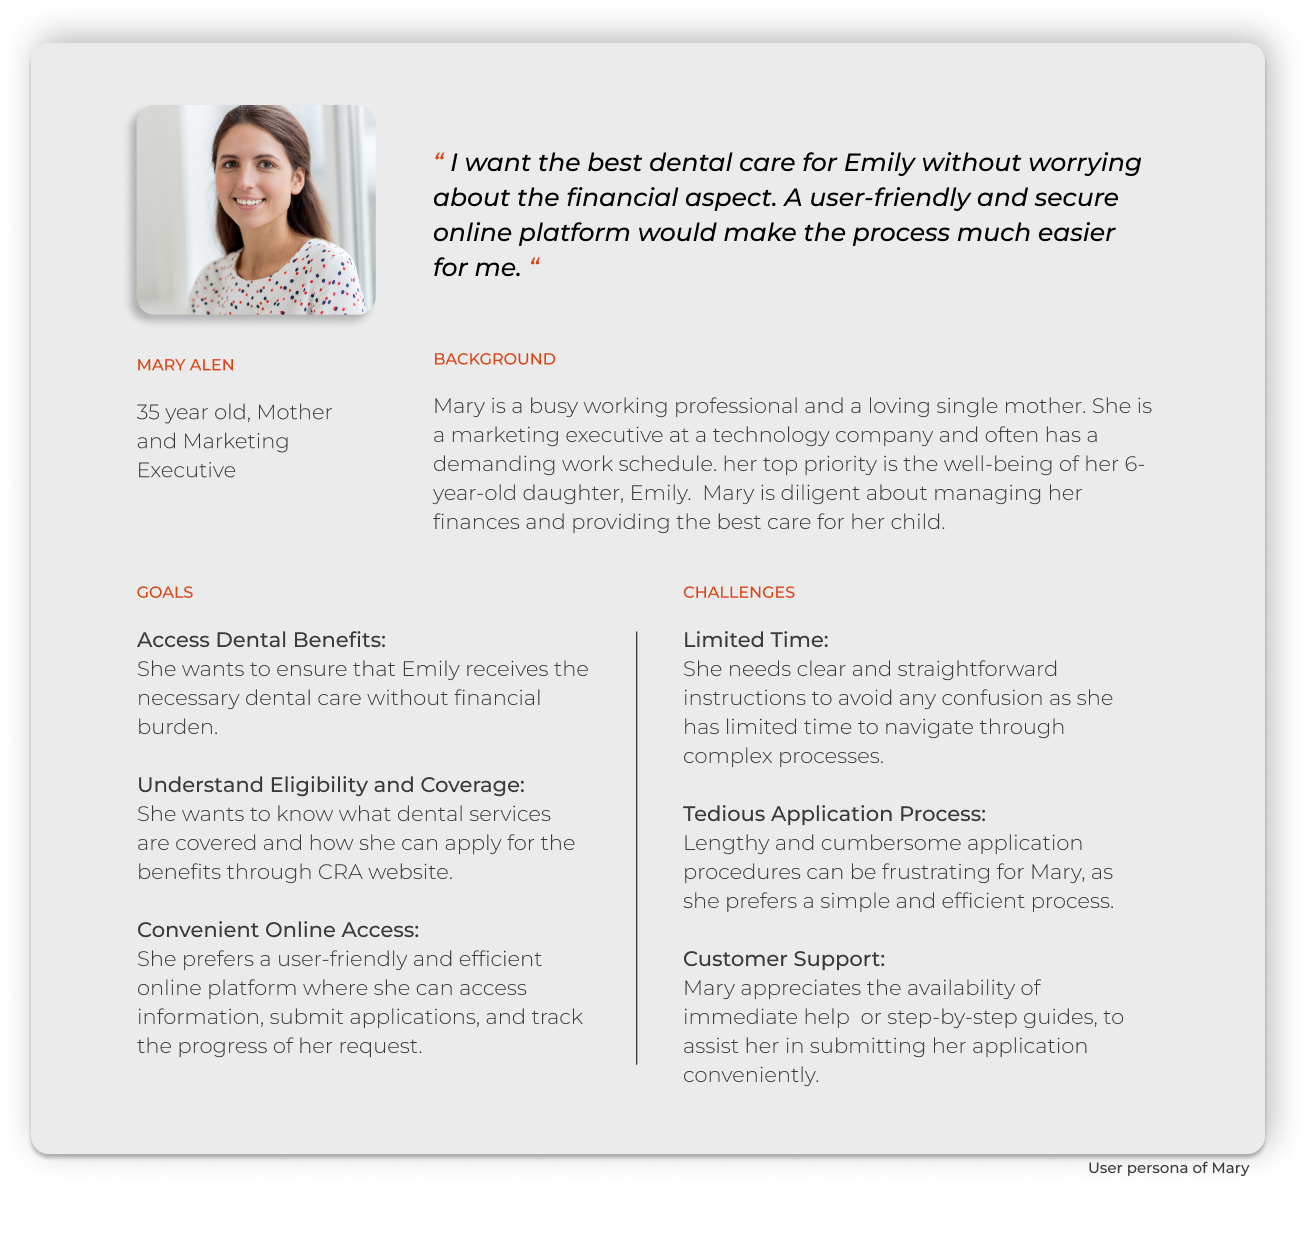 “ I want the best dental care for Emily without worrying
about the financial aspect. A user-friendly and secure
online platform would make the process much easier
for me. “
MARY ALEN
35 year old, Mother
and Marketing
Executive
BACKGROUND
Mary is a busy working professional and a loving single mother. She is
a marketing executive at a technology company and often has a
demanding work schedule. her top priority is the well-being of her 6-
year-old daughter, Emily.  Mary is diligent about managing her
finances and providing the best care for her child.
GOALS
Access Dental Benefits:
She wants to ensure that Emily receives the
necessary dental care without financial
burden.
Understand Eligibility and Coverage:
She wants to know what dental services
are covered and how she can apply for the
benefits through CRA website.
Convenient Online Access:
She prefers a user-friendly and efficient
online platform where she can access
information, submit applications, and track
the progress of her request.
CHALLENGES
Limited Time:
She needs clear and straightforward
instructions to avoid any confusion as she
has limited time to navigate through
complex processes.
Tedious Application Process:
Lengthy and cumbersome application
procedures can be frustrating for Mary, as
she prefers a simple and efficient process.
Customer Support:
Mary appreciates the availability of
immediate help  or step-by-step guides, to
assist her in submitting her application
conveniently.
User persona of Mary